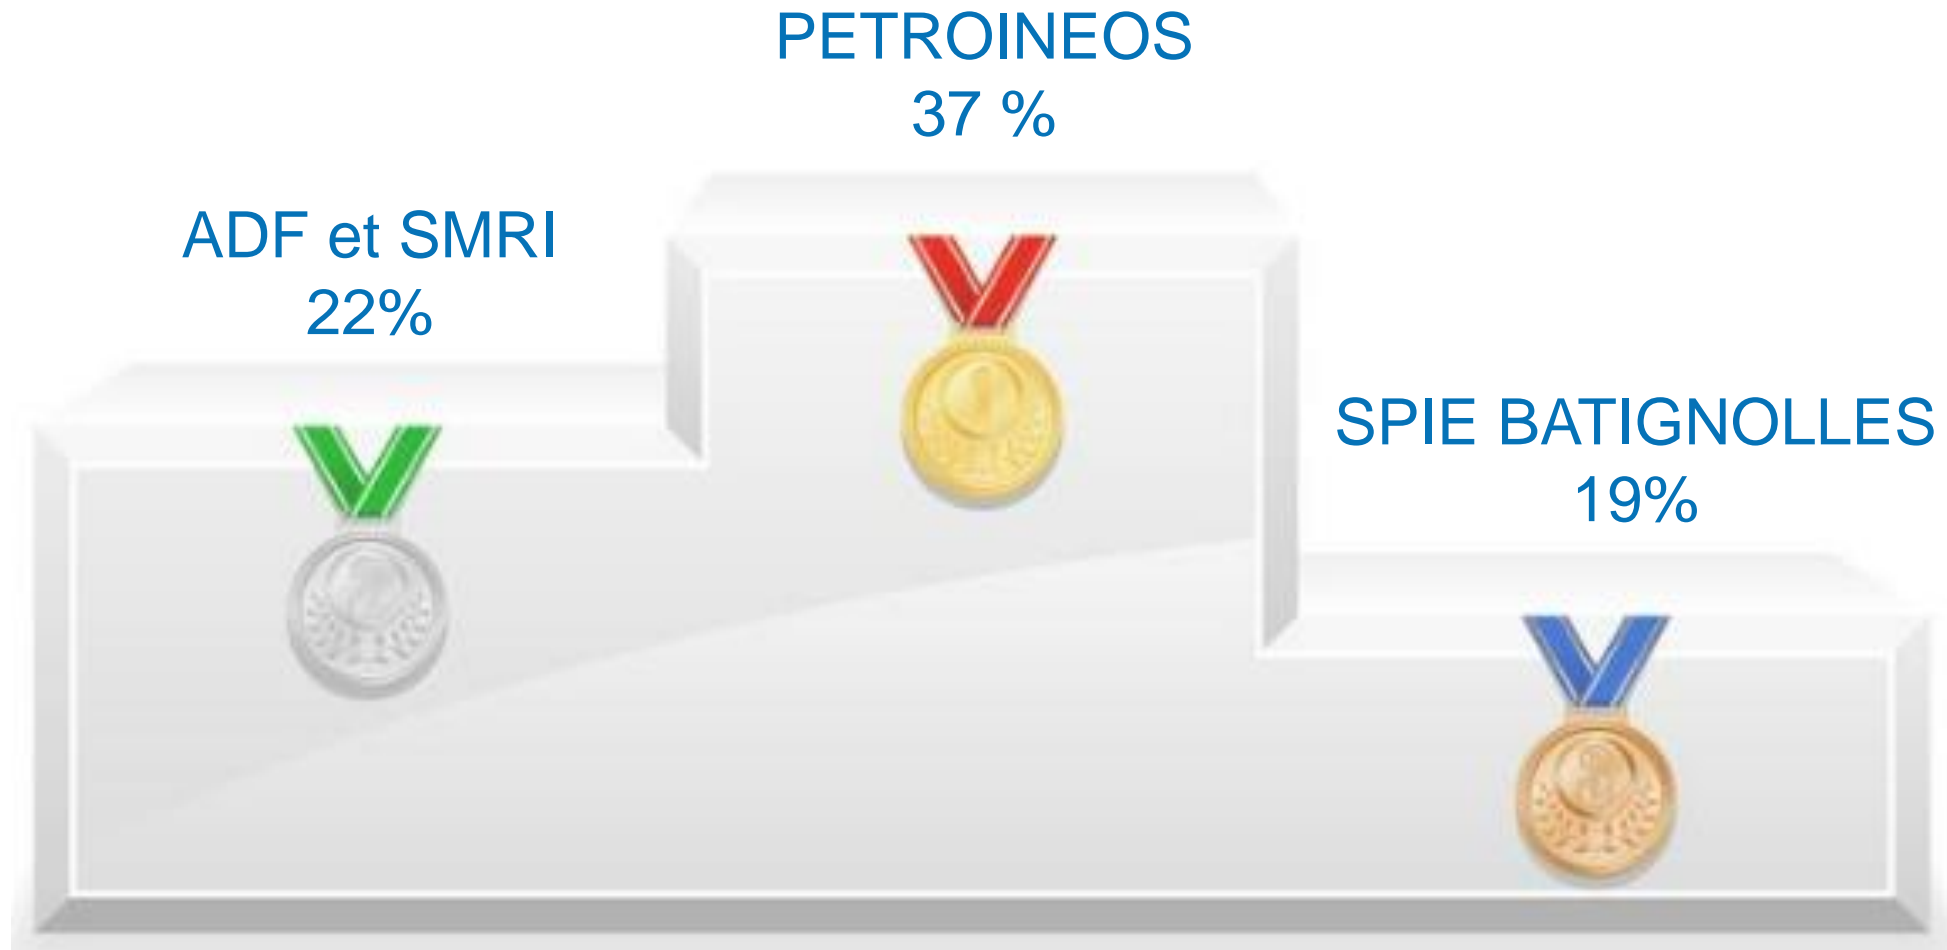 PETROINEOS
37 %
ADF et SMRI
22%
SPIE BATIGNOLLES
19%